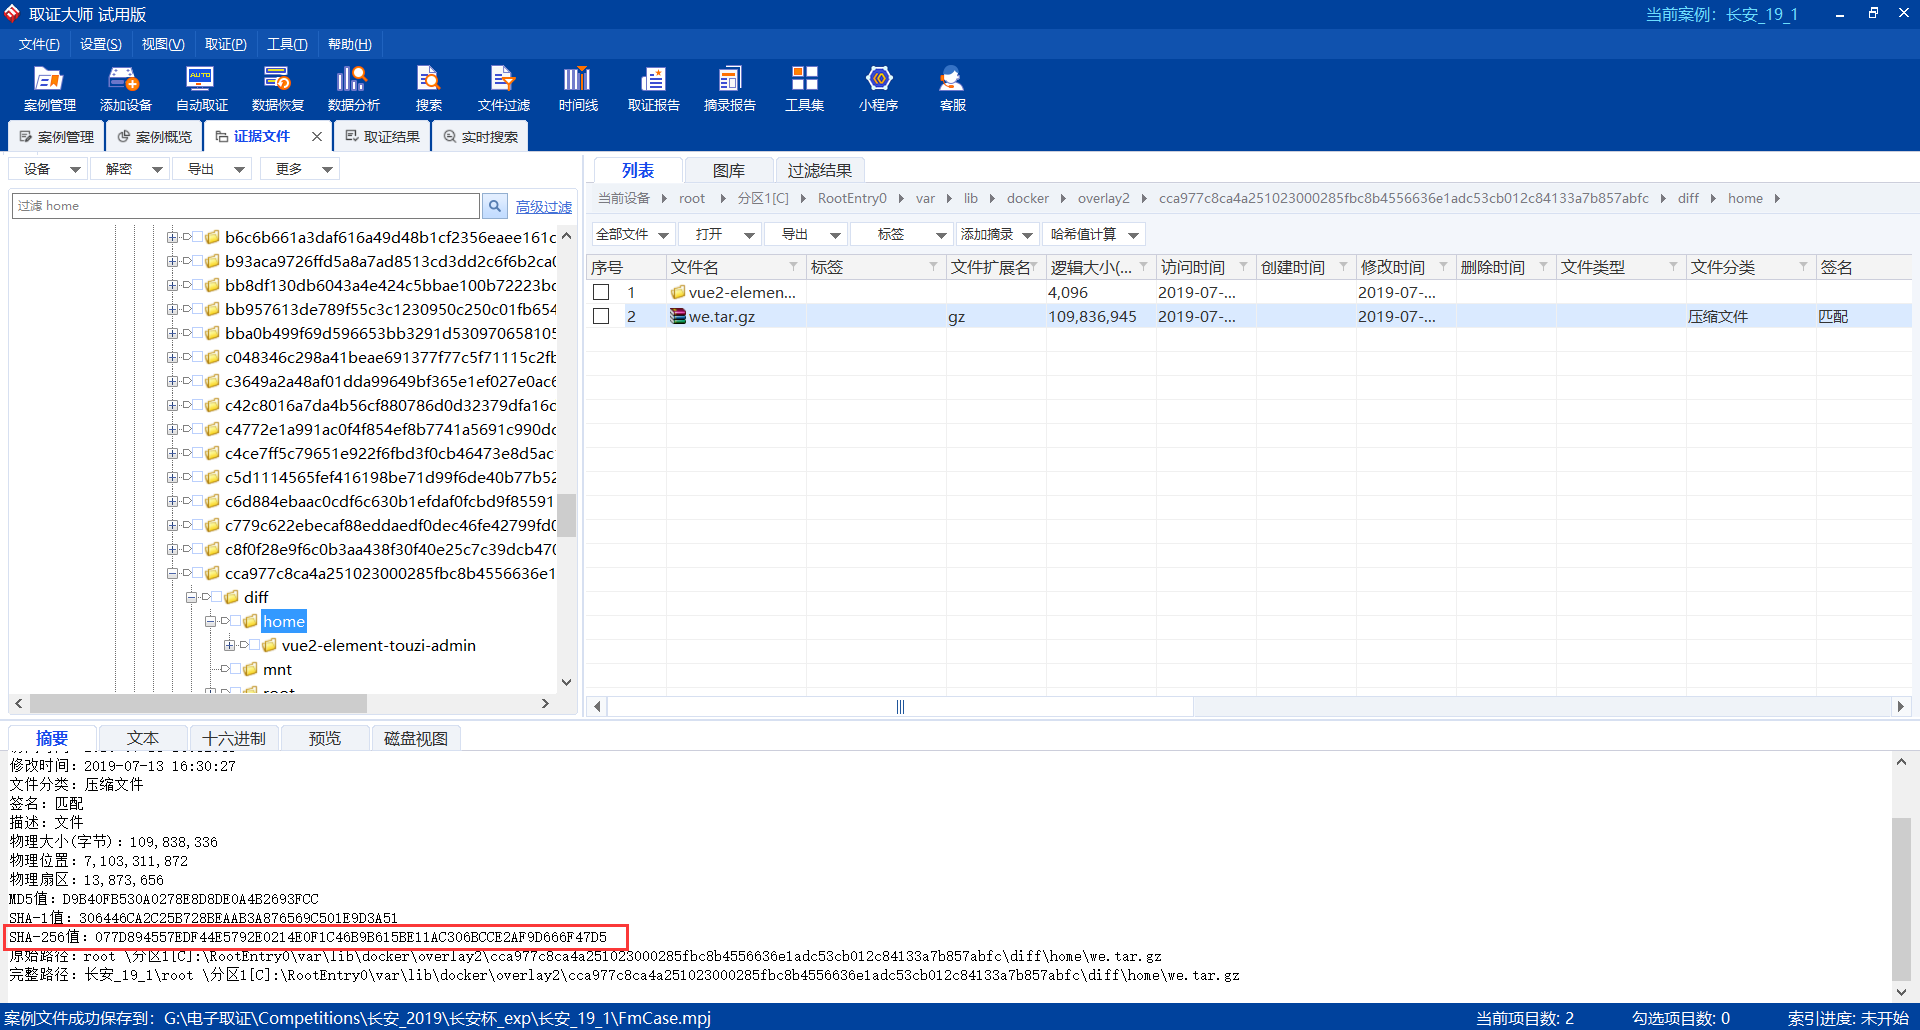 取证大师 试用版
当前案例：长安_19_1
文件(F) 设置(S) 视图(V) 取证(P) 工具(T) 帮助(H)
案例管理 添加设备 自动取证 数据恢复 数据分析 搜索 文件过滤 时间线 取证报告 摘录报告 工具集 小程序 客服
案例管理 案例概览 证据文件 取证结果 实时搜索
设备 解密 导出 更多
过滤 home
高级过滤
b6c6b661a3daf616a49d48b1cf2356eaee161c
b93aca9726ffd5a8a7ad8513cd3dd2c6f6b2ca0
bb8df130db6043a4e424c5bbae100b72223bc
bb957613de789f55c3c1230950c250c01fb654
bba0b499f69d596653bb3291d530970658105
c048346c298a41beae691377f77c5f71115c2fb
c3649a2a48af01dda99649bf365e1ef027e0ac6
c42c8016a7da4b56cf880786d0d32379dfa16c
c4772e1a991ac0f4f854ef8b7741a5691c990dc
c4ce7ff5c79651e922f6fbd3f0cb46473e8d5ac
c5d1114565fef416198be71d99f6de40b77b52
c6d884ebaac0cdf6c630b1efdaf0fcbd9f85591
c779c622ebecaf88eddaedf0dec46fe42799fd0
c8f0f28e9f6c0b3aa438f30f40e25c7c39dcb470
cca977c8ca4a251023000285fbc8b4556636e1
diff
home
vue2-element-touzi-admin
mnt
root
列表 图库 过滤结果
当前设备 root 分区1[C] RootEntry0 var lib docker overlay2 cca977c8ca4a251023000285fbc8b4556636e1adc53cb012c84133a7b857abfc diff home
全部文件 打开 导出 标签 添加摘录 哈希值计算
序号 文件名 标签 文件扩展名 逻辑大小(... 访问时间 创建时间 修改时间 删除时间 文件类型 文件分类 签名
1 vue2-elemen... 4,096 2019-07-... 2019-07-...
2 we.tar.gz gz 109,836,945 2019-07-... 2019-07-... 压缩文件 匹配
摘要 文本 十六进制 预览 磁盘视图
修改时间：2019-07-13 16:30:27
文件分类：压缩文件
签名：匹配
描述：文件
物理大小(字节)：109,838,336
物理位置：7,103,311,872
物理扇区：13,873,656
MD5值：D9B40FB530A0278E8D8DE0A4B2693FCC
SHA-1值：306446CA2C25B728BEAAB3A876569C501E9D3A51
SHA-256值：077D894557EDF44E5792E0214E0F1C46B9B615BE11AC306BCCE2AF9D666F47D5
原始路径：root \分区1[C]:\RootEntry0\var\lib\docker\overlay2\cca977c8ca4a251023000285fbc8b4556636e1adc53cb012c84133a7b857abfc\diff\home\we.tar.gz
完整路径：长安_19_1\root \分区1[C]:\RootEntry0\var\lib\docker\overlay2\cca977c8ca4a251023000285fbc8b4556636e1adc53cb012c84133a7b857abfc\diff\home\we.tar.gz
案例文件成功保存到：G:\电子取证\Competitions\长安_2019\长安杯_exp\长安_19_1\FmCase.mpj
当前项目数: 2 勾选项目数: 0 索引进度: 未开始